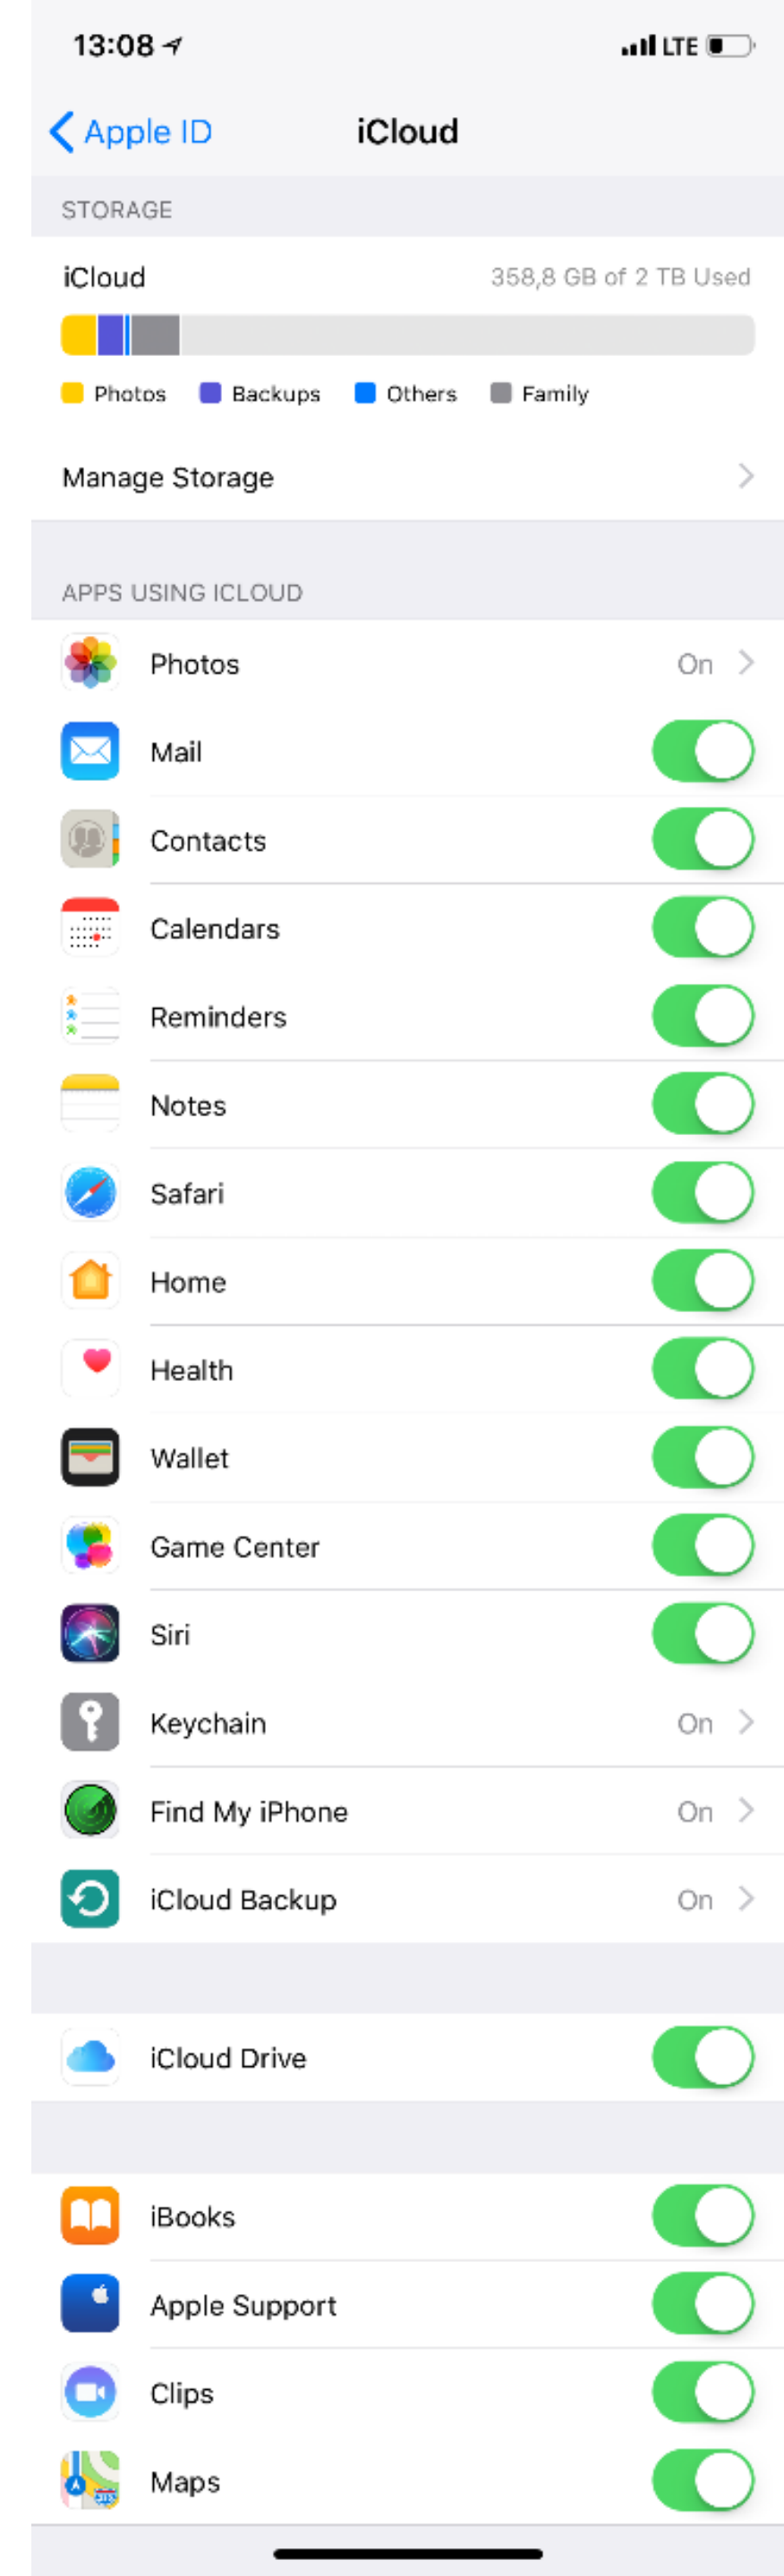 13:08 LTE
Apple ID iCloud
STORAGE
iCloud 358,8 GB of 2 TB Used
Photos Backups Others Family
Manage Storage
APPS USING ICLOUD
Photos On
Mail
Contacts
Calendars
Reminders
Notes
Safari
Home
Health
Wallet
Game Center
Siri
Keychain On
Find My iPhone On
iCloud Backup On
iCloud Drive
iBooks
Apple Support
Clips
Maps